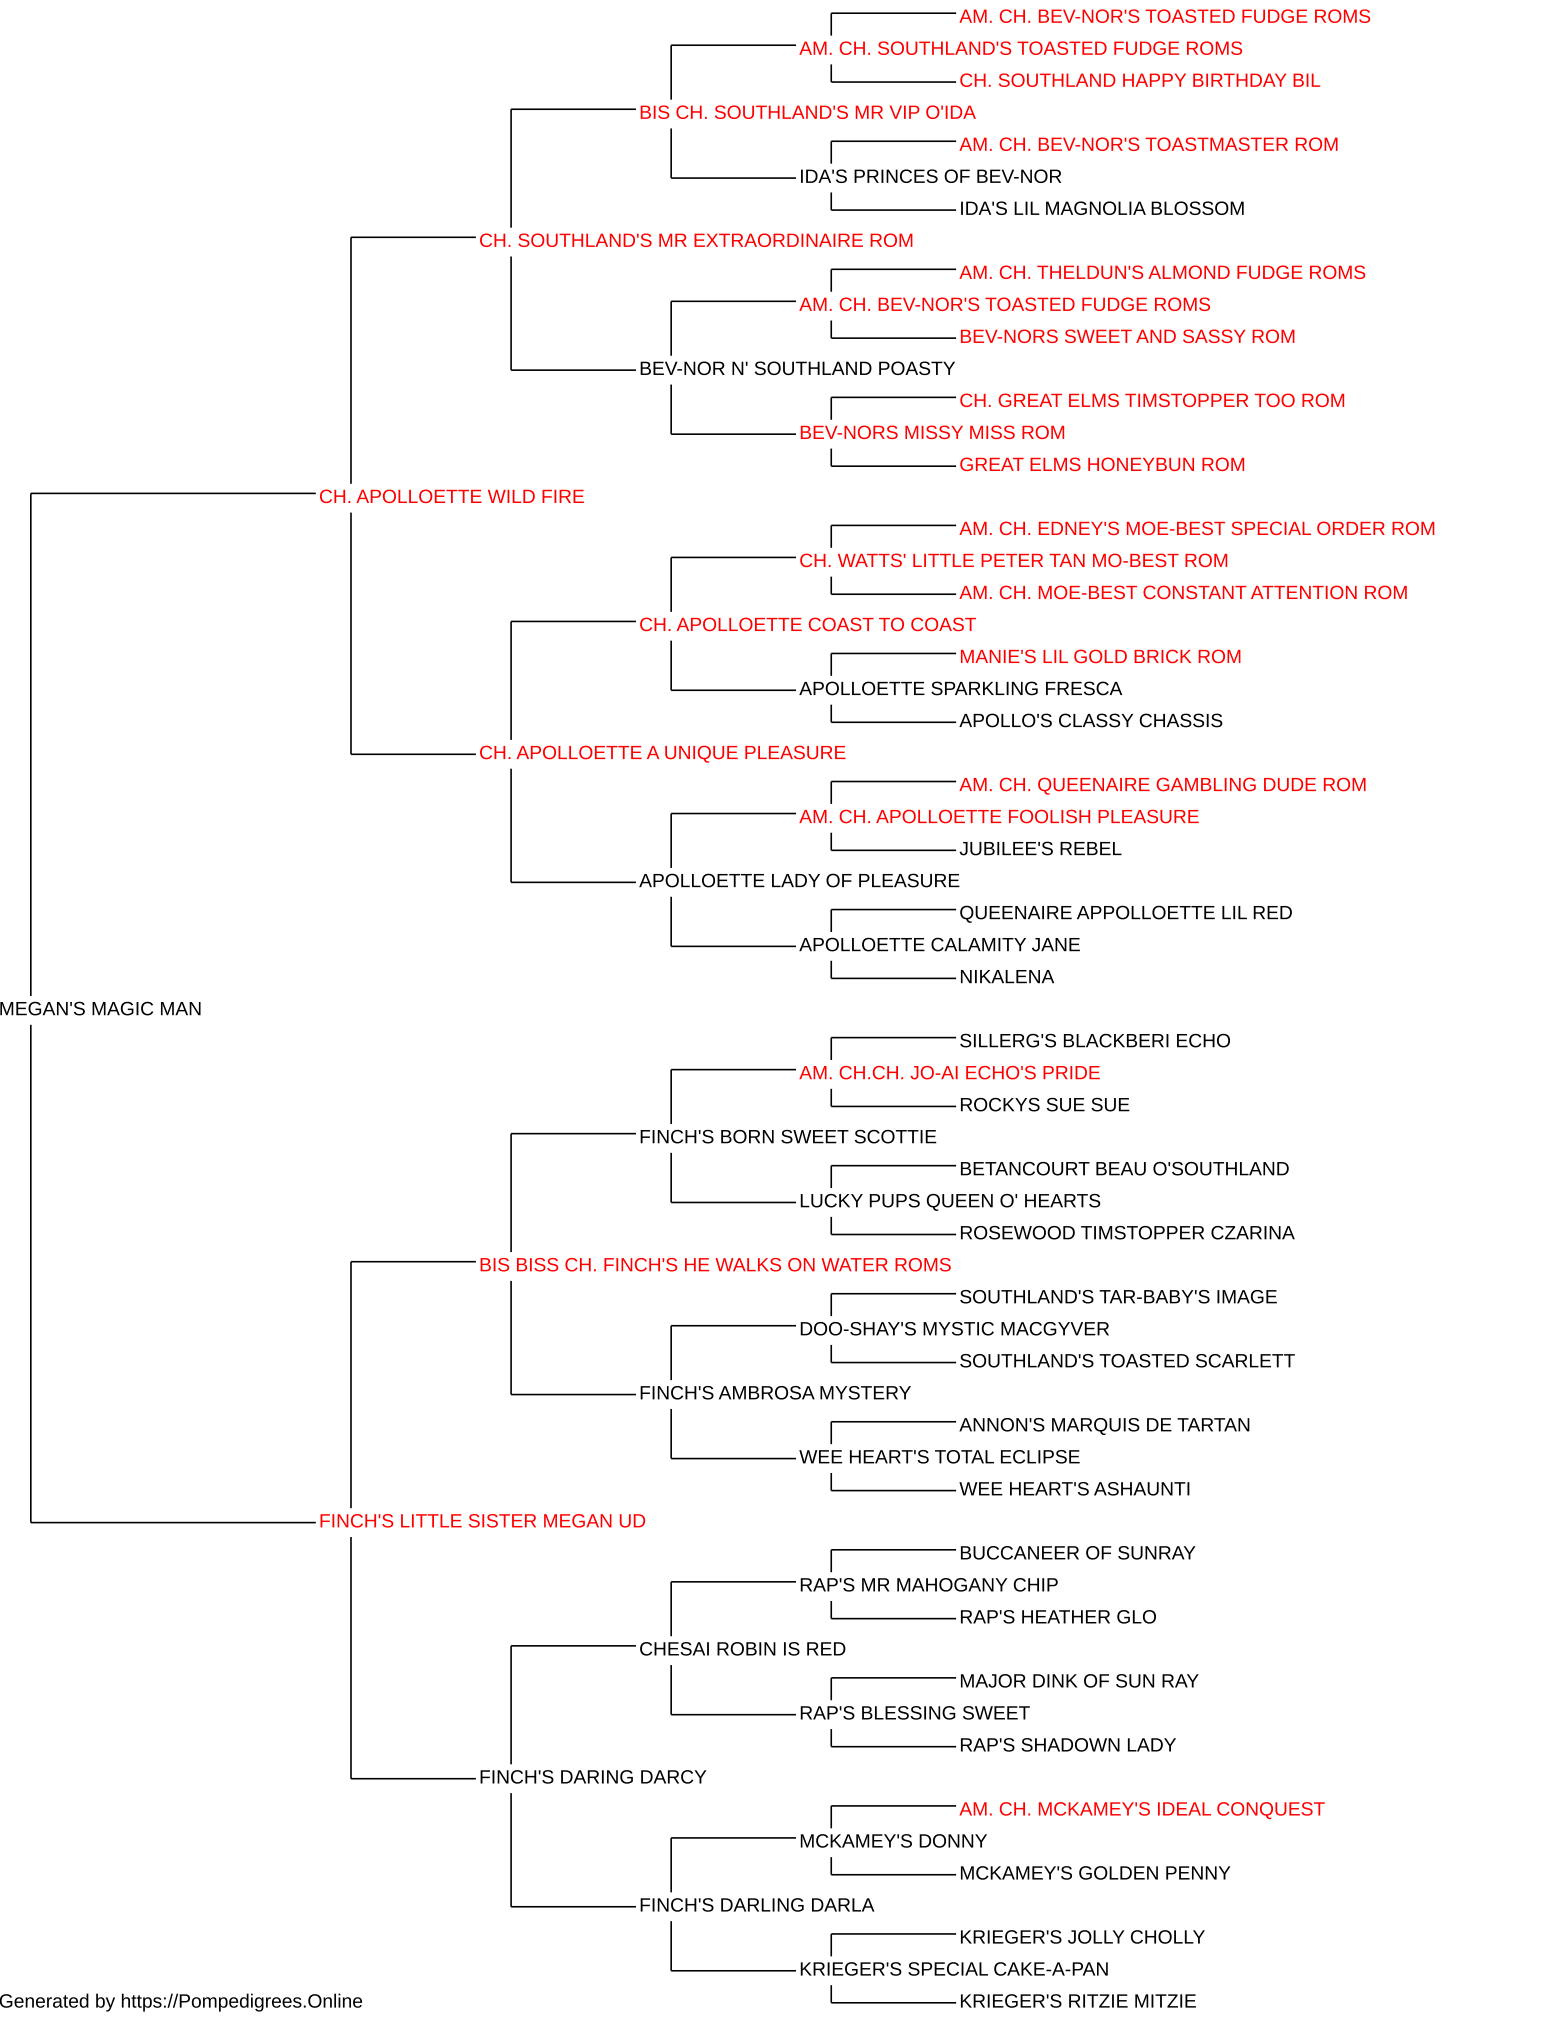 AM. CH. BEV-NOR'S TOASTED FUDGE ROMS
AM. CH. SOUTHLAND'S TOASTED FUDGE ROMS
CH. SOUTHLAND HAPPY BIRTHDAY BIL
BIS CH. SOUTHLAND'S MR VIP O'IDA
AM. CH. BEV-NOR'S TOASTMASTER ROM
IDA'S PRINCES OF BEV-NOR
IDA'S LIL MAGNOLIA BLOSSOM
CH. SOUTHLAND'S MR EXTRAORDINAIRE ROM
AM. CH. THELDUN'S ALMOND FUDGE ROMS
AM. CH. BEV-NOR'S TOASTED FUDGE ROMS
BEV-NORS SWEET AND SASSY ROM
BEV-NOR N' SOUTHLAND POASTY
CH. GREAT ELMS TIMSTOPPER TOO ROM
BEV-NORS MISSY MISS ROM
GREAT ELMS HONEYBUN ROM
CH. APOLLOETTE WILD FIRE
AM. CH. EDNEY'S MOE-BEST SPECIAL ORDER ROM
CH. WATTS' LITTLE PETER TAN MO-BEST ROM
AM. CH. MOE-BEST CONSTANT ATTENTION ROM
CH. APOLLOETTE COAST TO COAST
MANIE'S LIL GOLD BRICK ROM
APOLLOETTE SPARKLING FRESCA
APOLLO'S CLASSY CHASSIS
CH. APOLLOETTE A UNIQUE PLEASURE
AM. CH. QUEENAIRE GAMBLING DUDE ROM
AM. CH. APOLLOETTE FOOLISH PLEASURE
JUBILEE'S REBEL
APOLLOETTE LADY OF PLEASURE
QUEENAIRE APPOLLOETTE LIL RED
APOLLOETTE CALAMITY JANE
NIKALENA
MEGAN'S MAGIC MAN
SILLERG'S BLACKBERI ECHO
AM. CH.CH. JO-AI ECHO'S PRIDE
ROCKYS SUE SUE
FINCH'S BORN SWEET SCOTTIE
BETANCOURT BEAU O'SOUTHLAND
LUCKY PUPS QUEEN O' HEARTS
ROSEWOOD TIMSTOPPER CZARINA
BIS BISS CH. FINCH'S HE WALKS ON WATER ROMS
SOUTHLAND'S TAR-BABY'S IMAGE
DOO-SHAY'S MYSTIC MACGYVER
SOUTHLAND'S TOASTED SCARLETT
FINCH'S AMBROSA MYSTERY
ANNON'S MARQUIS DE TARTAN
WEE HEART'S TOTAL ECLIPSE
WEE HEART'S ASHAUNTI
FINCH'S LITTLE SISTER MEGAN UD
BUCCANEER OF SUNRAY
RAP'S MR MAHOGANY CHIP
RAP'S HEATHER GLO
CHESAI ROBIN IS RED
MAJOR DINK OF SUN RAY
RAP'S BLESSING SWEET
RAP'S SHADOWN LADY
FINCH'S DARING DARCY
AM. CH. MCKAMEY'S IDEAL CONQUEST
MCKAMEY'S DONNY
MCKAMEY'S GOLDEN PENNY
FINCH'S DARLING DARLA
KRIEGER'S JOLLY CHOLLY
KRIEGER'S SPECIAL CAKE-A-PAN
KRIEGER'S RITZIE MITZIE
Generated by https://Pompedigrees.Online